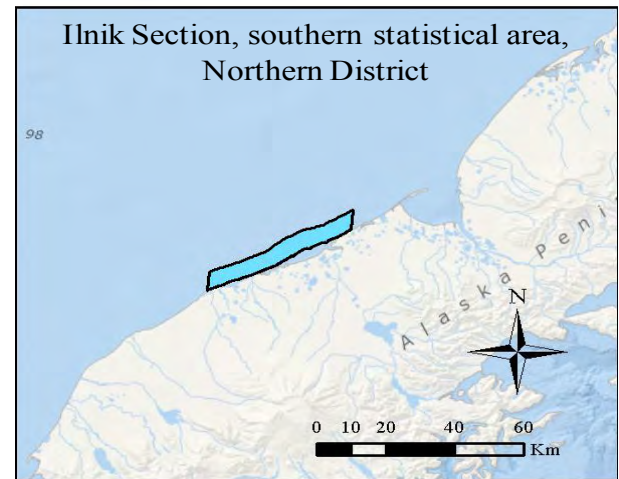 Ilnik Section, southern statistical area,
Northern District
98
Alaska Peni
N
0 10 20 40 60
Km